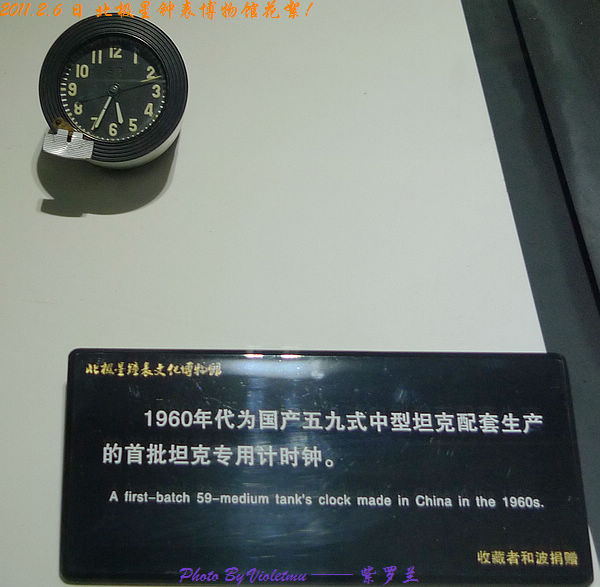 2011.2.6 日 北极星钟表博物馆花絮!
12
11
1
10
2
9
3
8
4
7
5
6
北极星钟表文化博物馆
1960年代为国产五九式中型坦克配套生产
的首批坦克专用计时钟。
A first-batch 59-medium tank's clock made in China in the 1960s.
收藏者和波捐赠
Photo By Violetmu —— 紫罗兰